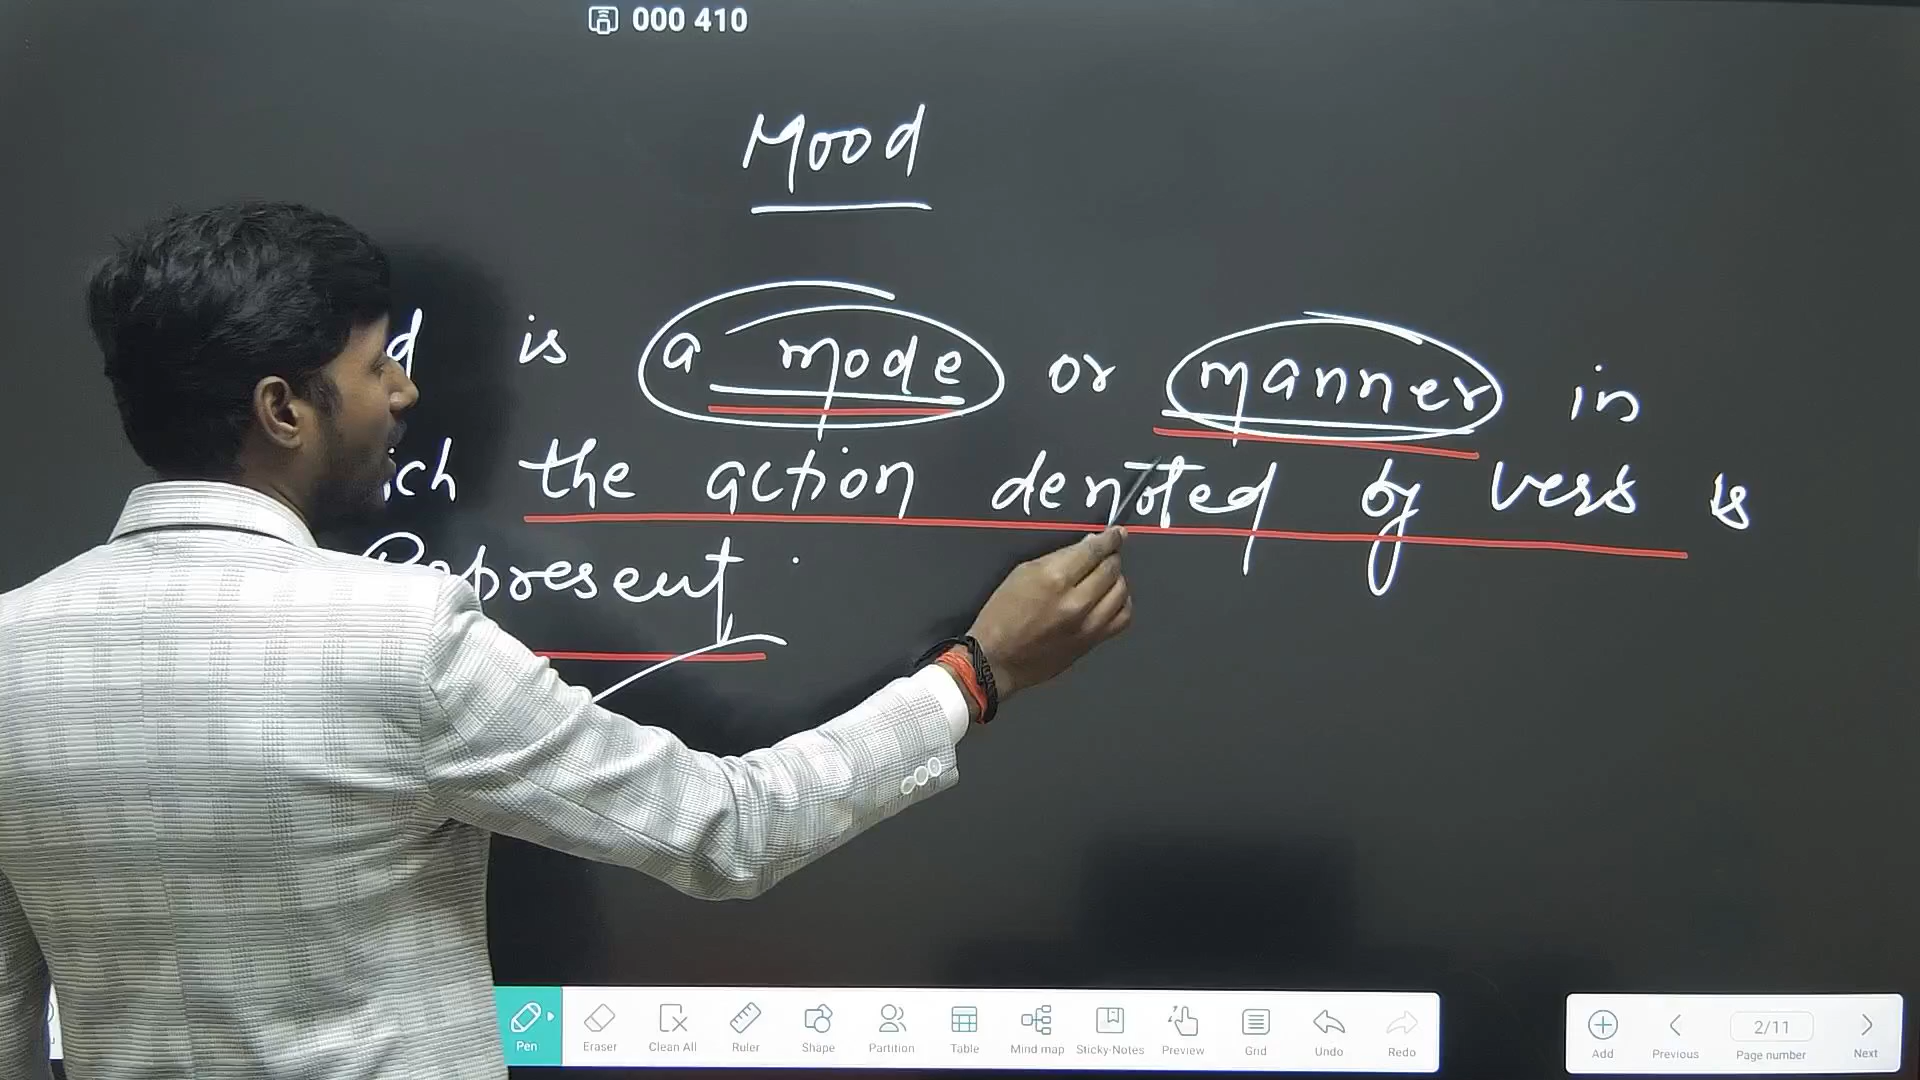 000 410
Mood
d is a mode or manner in
ich the action denoted by verb is
Represent
Pen Eraser Clean All Ruler Shape Partition Table Mind map Sticky-Notes Preview Grid Undo Redo
Add Previous 2/11 Page number Next